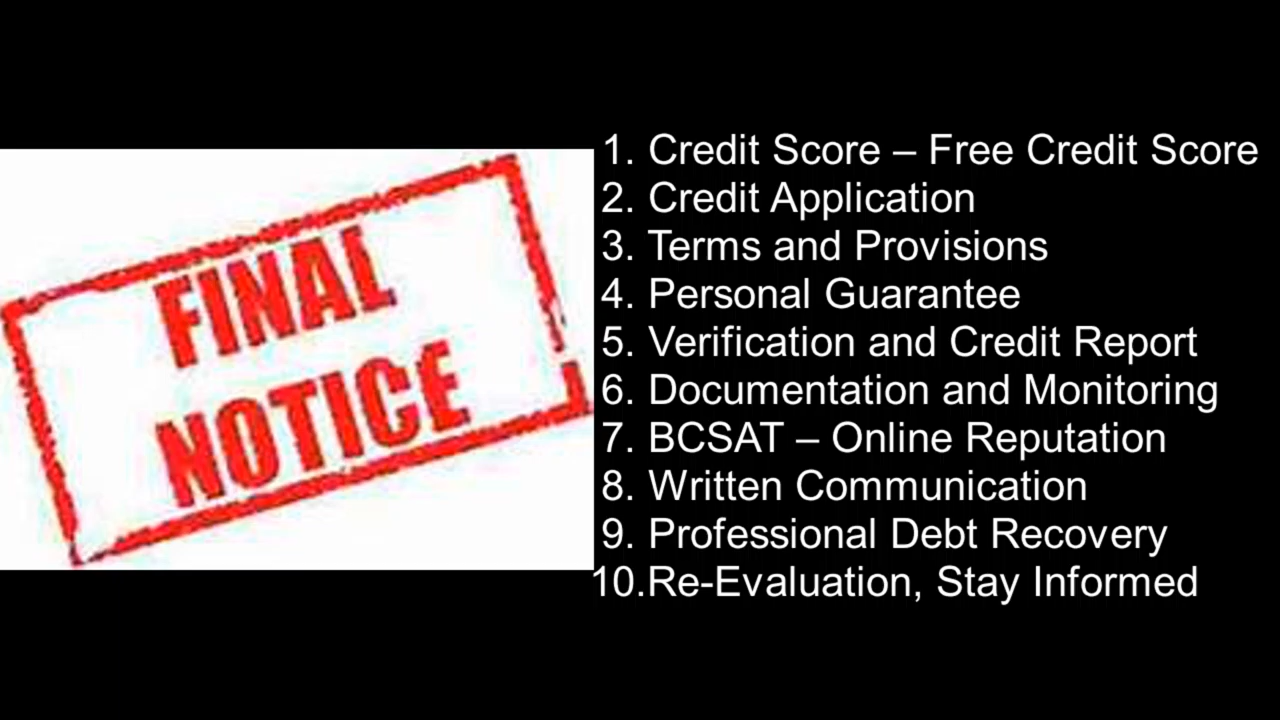 FINAL
NOTICE
1. Credit Score – Free Credit Score
2. Credit Application
3. Terms and Provisions
4. Personal Guarantee
5. Verification and Credit Report
6. Documentation and Monitoring
7. BCSAT – Online Reputation
8. Written Communication
9. Professional Debt Recovery
10.Re-Evaluation, Stay Informed